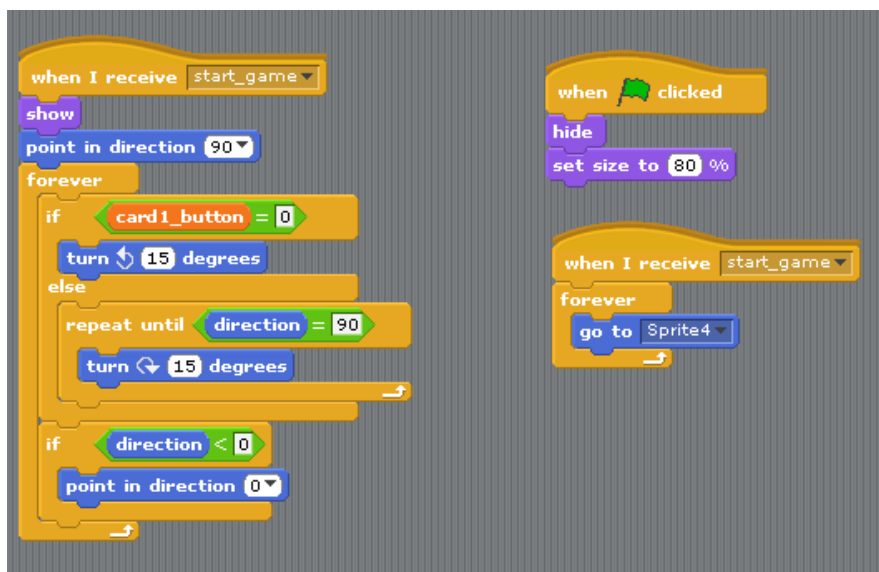 when I receive start_game
show
point in direction 90
forever
if card1_button = 0
turn 15 degrees
else
repeat until direction = 90
turn 15 degrees
if direction < 0
point in direction 0
when clicked
hide
set size to 80 %
when I receive start_game
forever
go to Sprite4